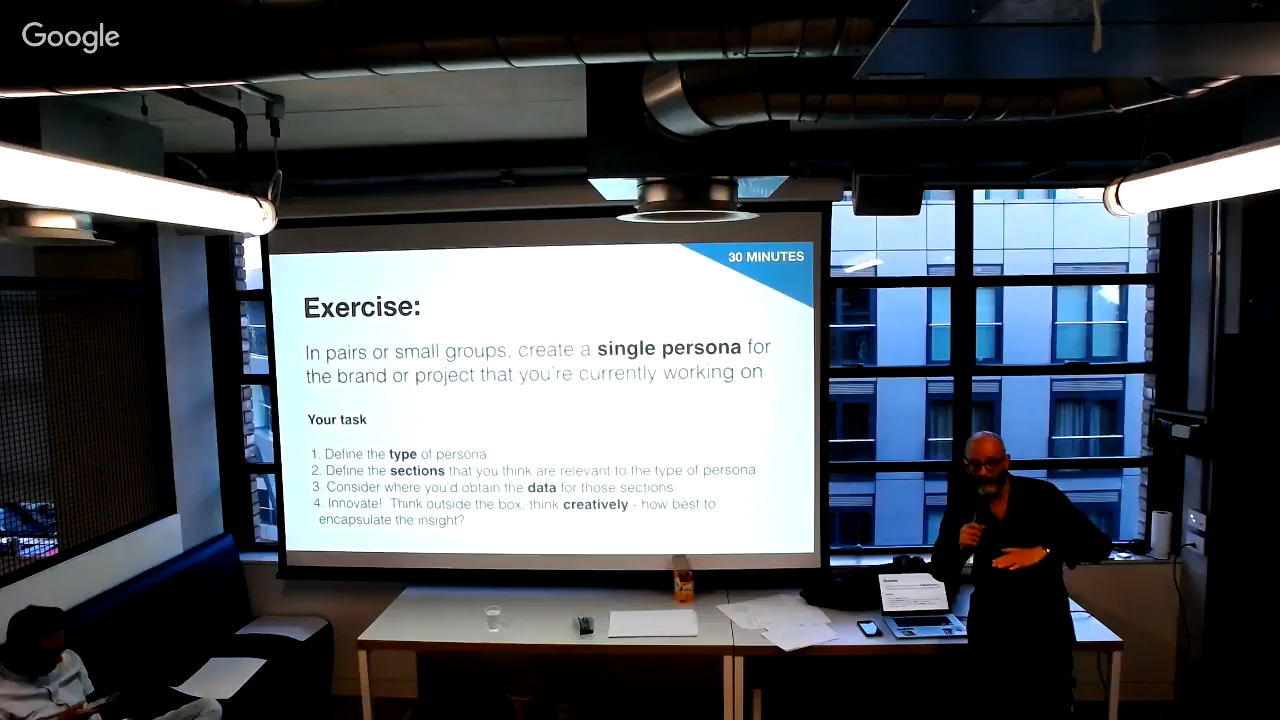 Google
30 MINUTES
Exercise:
In pairs or small groups, create a single persona for
the brand or project that you're currently working on
Your task
1. Define the type of persona
2. Define the sections that you think are relevant to the type of persona
3. Consider where you'd obtain the data for those sections
4. Innovate! Think outside the box, think creatively - how best to
encapsulate the insight?